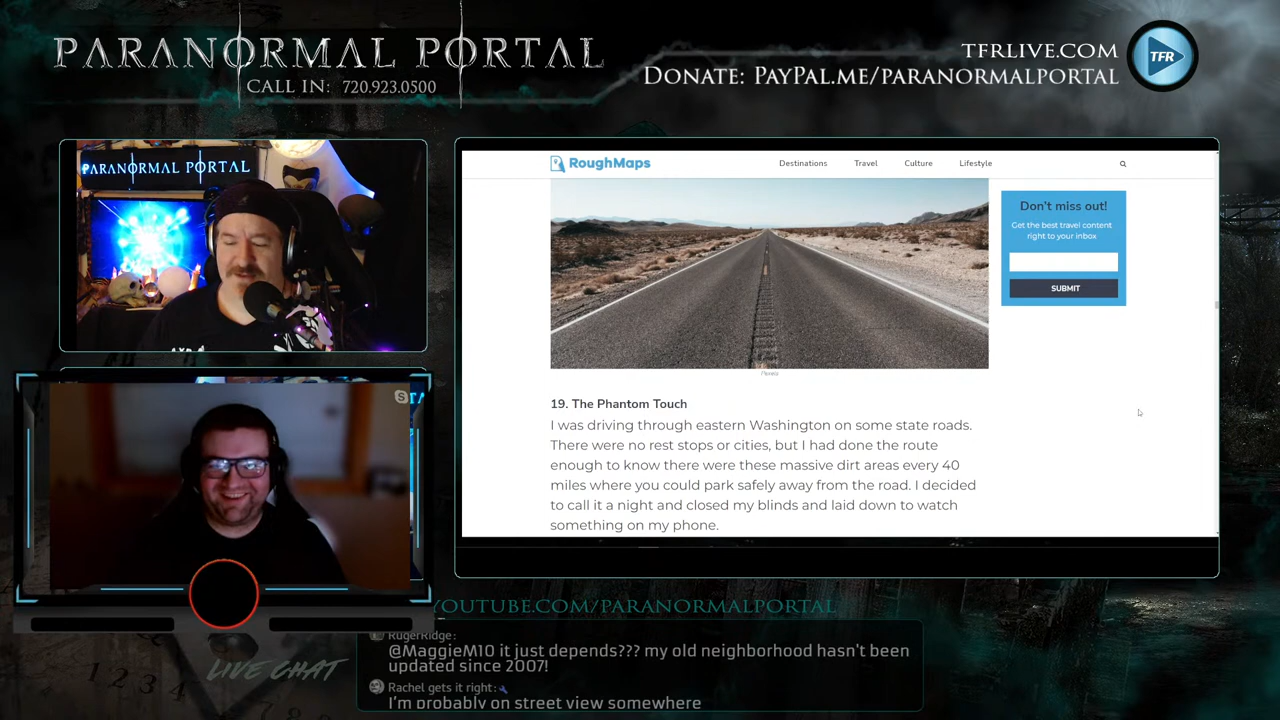 PARANORMAL PORTAL
CALL IN: 720.923.0500
TFRLIVE.COM
DONATE: PAYPAL.ME/PARANORMALPORTAL
TFR
PARANORMAL PORTAL
RoughMaps
Destinations
Travel
Culture
Lifestyle
Don't miss out!
Get the best travel content
right to your inbox
SUBMIT
Pexels
19. The Phantom Touch
I was driving through eastern Washington on some state roads.
There were no rest stops or cities, but I had done the route
enough to know there were these massive dirt areas every 40
miles where you could park safely away from the road. I decided
to call it a night and closed my blinds and laid down to watch
something on my phone.
YOUTUBE.COM/PARANORMALPORTAL
LIVE CHAT
RugerRidge:
@MaggieM10 it just depends??? my old neighborhood hasn't been
updated since 2007!
Rachel gets it right:
I'm probably on street view somewhere